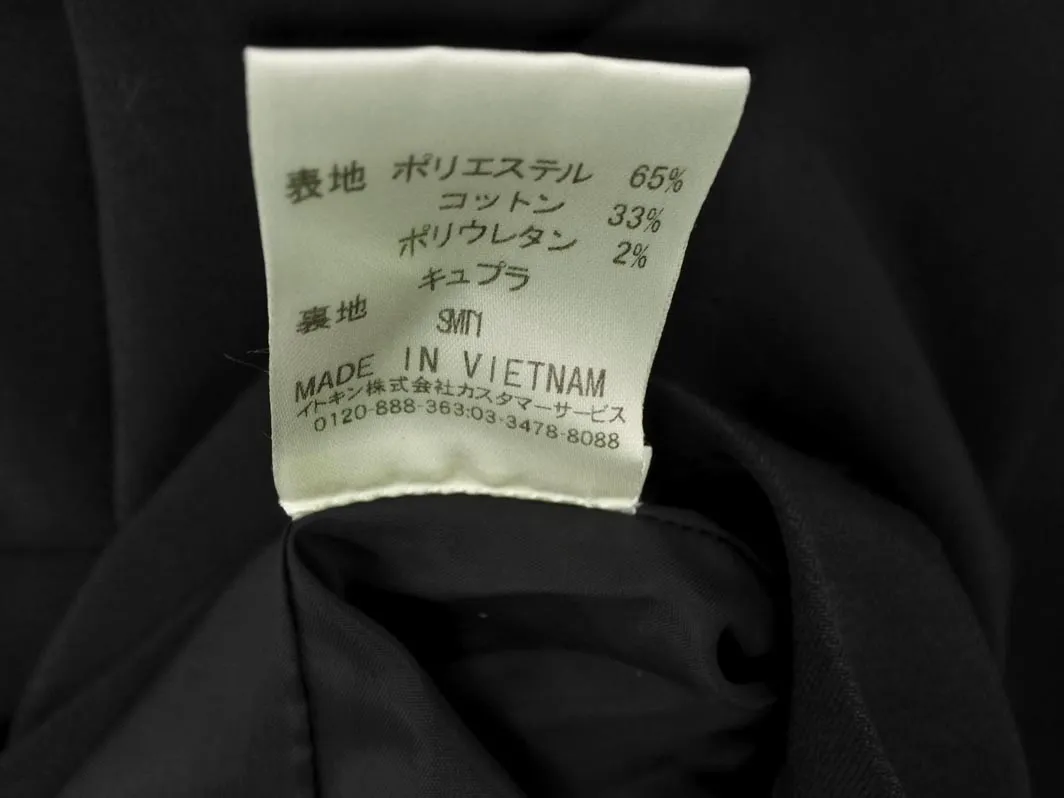 表地 ポリエステル 65%
コットン 33%
ポリウレタン 2%
裏地 キュプラ
SMT1
MADE IN VIETNAM
イトキン株式会社カスタマーサービス
0120-888-363:03-3478-8088